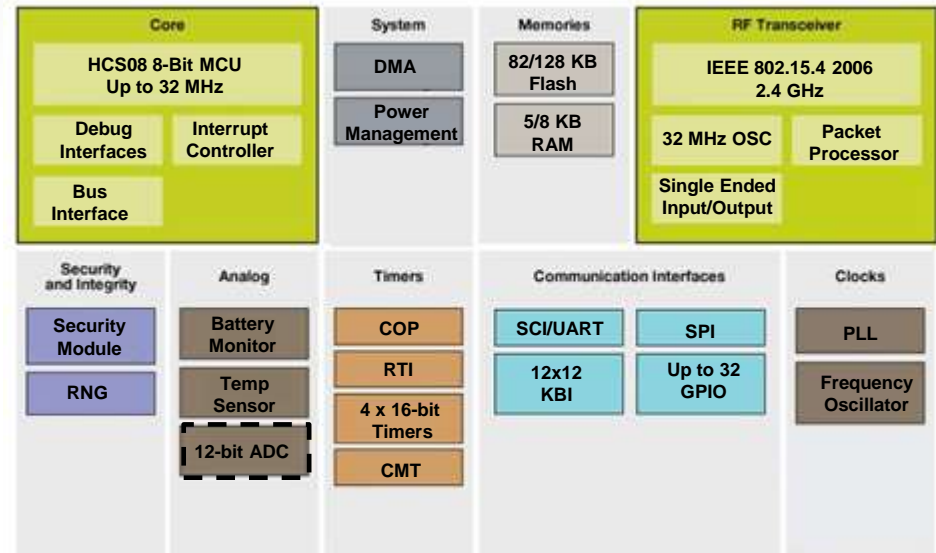 Core
HCS08 8-Bit MCU
Up to 32 MHz
Debug
Interfaces
Interrupt
Controller
Bus
Interface
System
DMA
Power
Management
Memories
82/128 KB
Flash
5/8 KB
RAM
RF Transceiver
IEEE 802.15.4 2006
2.4 GHz
32 MHz OSC
Packet
Processor
Single Ended
Input/Output
Security
and Integrity
Security
Module
RNG
Analog
Battery
Monitor
Temp
Sensor
12-bit ADC
Timers
COP
RTI
4 x 16-bit
Timers
CMT
Communication Interfaces
SCI/UART
SPI
12x12
KBI
Up to 32
GPIO
Clocks
PLL
Frequency
Oscillator